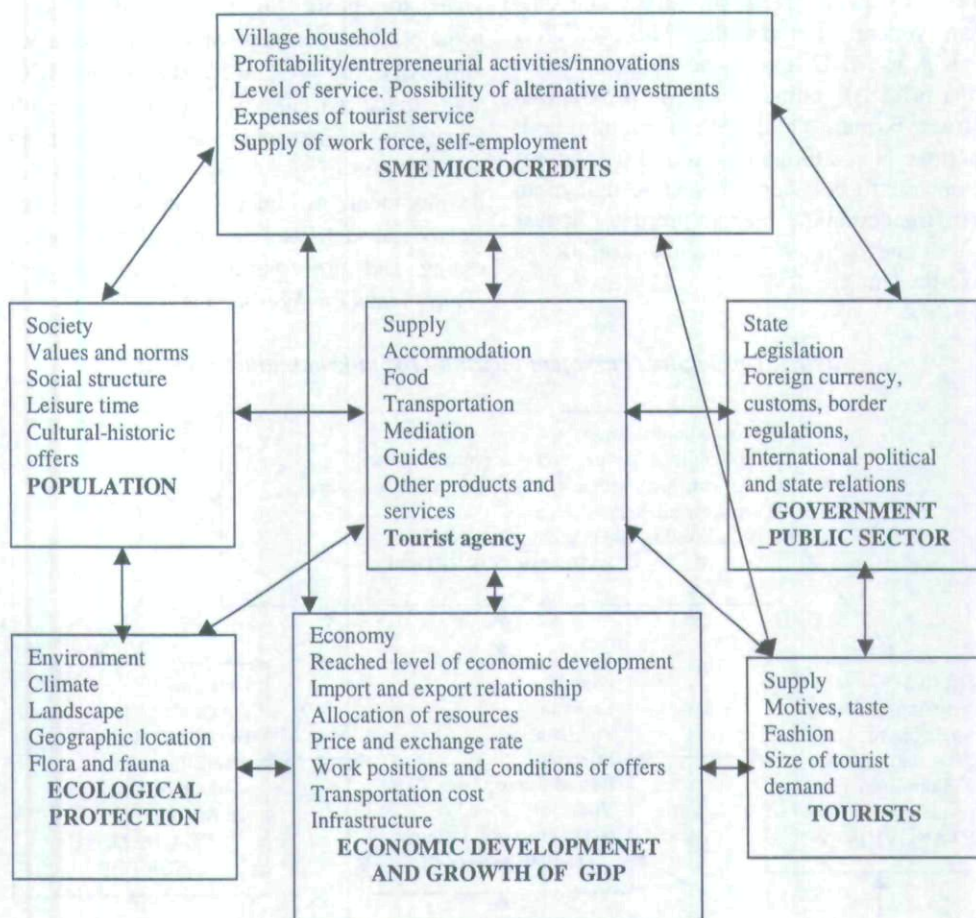 Village household
Profitability/entrepreneurial activities/innovations
Level of service. Possibility of alternative investments
Expenses of tourist service
Supply of work force, self-employment
SME MICROCREDITS
Society
Values and norms
Social structure
Leisure time
Cultural-historic
offers
POPULATION
Supply
Accommodation
Food
Transportation
Mediation
Guides
Other products and
services
Tourist agency
State
Legislation
Foreign currency,
customs, border
regulations,
International political
and state relations
GOVERNMENT
_PUBLIC SECTOR
Environment
Climate
Landscape
Geographic location
Flora and fauna
ECOLOGICAL
PROTECTION
Economy
Reached level of economic development
Import and export relationship
Allocation of resources
Price and exchange rate
Work positions and conditions of offers
Transportation
Infrastructure
ECONOMIC DEVELOPMENET
AND GROWTH OF GDP
Supply
Motives, taste
Fashion
Size of tourist
demand
TOURISTS